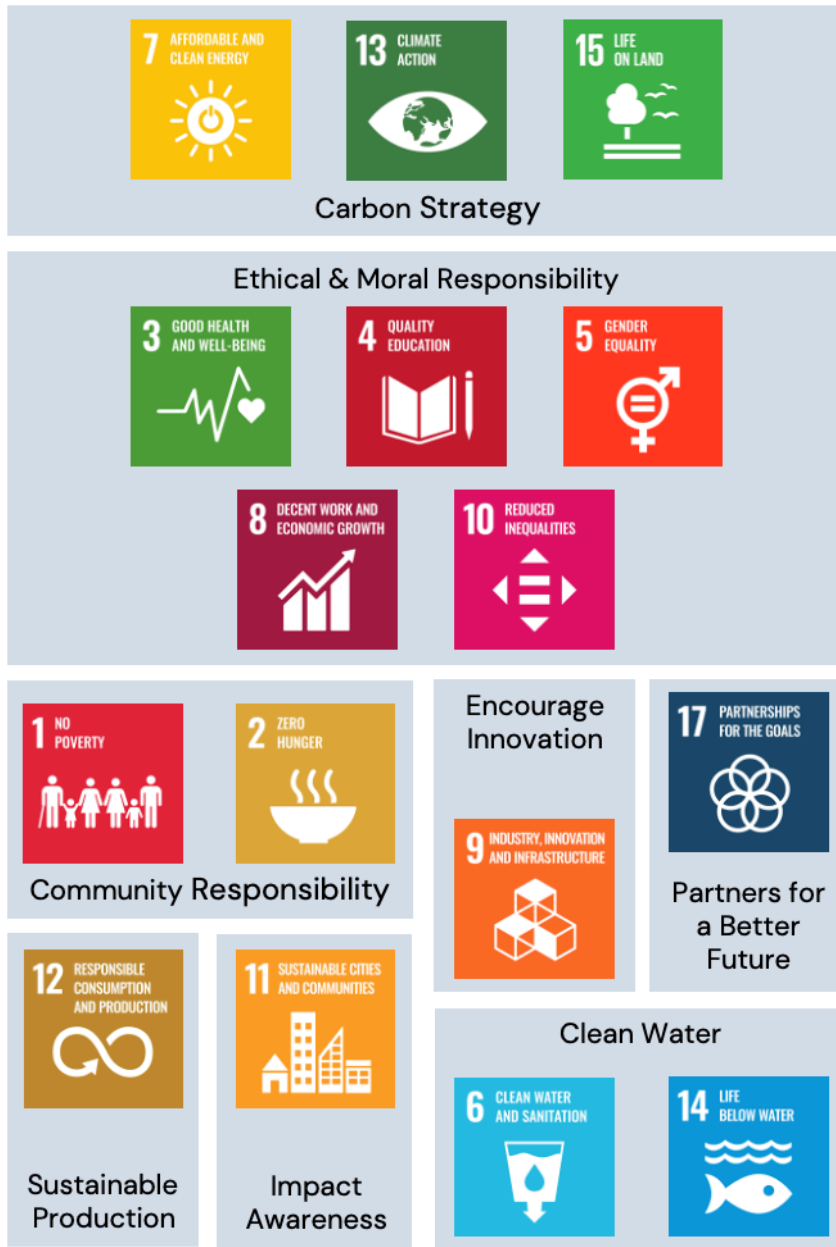 7 AFFORDABLE AND
CLEAN ENERGY
13 CLIMATE
ACTION
15 LIFE
ON LAND
Carbon Strategy
Ethical & Moral Responsibility
3 GOOD HEALTH
AND WELL-BEING
4 QUALITY
EDUCATION
5 GENDER
EQUALITY
8 DECENT WORK AND
ECONOMIC GROWTH
10 REDUCED
INEQUALITIES
1 NO
POVERTY
2 ZERO
HUNGER
Community Responsibility
Encourage
Innovation
9 INDUSTRY, INNOVATION
AND INFRASTRUCTURE
17 PARTNERSHIPS
FOR THE GOALS
Partners for
a Better
Future
12 RESPONSIBLE
CONSUMPTION
AND PRODUCTION
Sustainable
Production
11 SUSTAINABLE CITIES
AND COMMUNITIES
Impact
Awareness
Clean Water
6 CLEAN WATER
AND SANITATION
14 LIFE
BELOW WATER